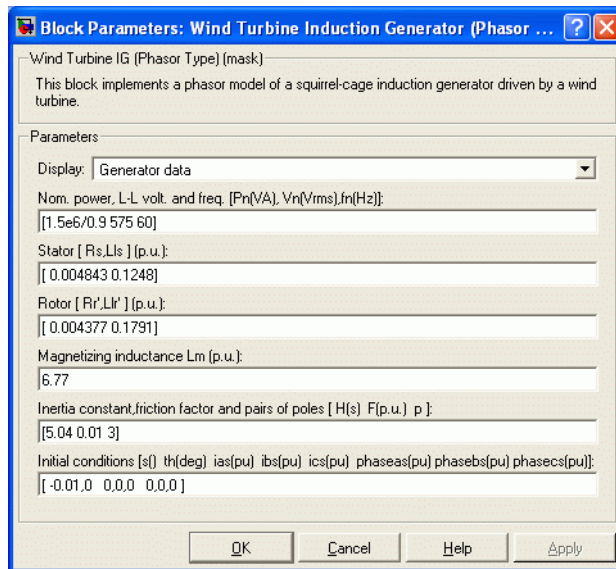 Block Parameters: Wind Turbine Induction Generator (Phasor ...
Wind Turbine IG (Phasor Type) (mask)
This block implements a phasor model of a squirrel-cage induction generator driven by a wind
turbine.
Parameters
Display: Generator data
Nom. power, L-L volt. and freq. [Pn(VA), Vn(Vrms),fn(Hz)]:
[1.5e6/0.9 575 60]
Stator [ Rs,Lls ] (p.u.):
[ 0.004843 0.1248]
Rotor [ Rr',Llr' ] (p.u.):
[ 0.004377 0.1791]
Magnetizing inductance Lm (p.u.):
6.77
Inertia constant,friction factor and pairs of poles [ H(s)  F(p.u.)  p ]:
[5.04 0.01 3]
Initial conditions [s()  th(deg)  ias(pu)  ibs(pu)  ics(pu)  phaseas(pu) phasebs(pu) phasecs(pu)]:
[ -0.01,0   0,0,0   0,0,0 ]
OK Cancel Help Apply